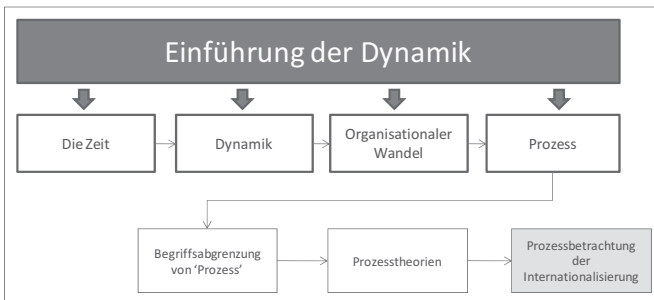 Einführung der Dynamik
Die Zeit
Dynamik
Organisationaler
Wandel
Prozess
Begriffsabgrenzung
von 'Prozess'
Prozesstheorien
Prozessbetrachtung
der
Internationalisierung